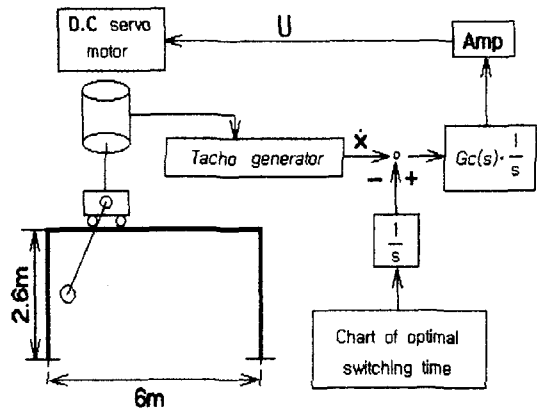 D.C servo
motor
U
Amp
Tacho generator
ẋ
− +
Gc(s)· 1/s
1/s
Chart of optimal
switching time
2.6m
6m